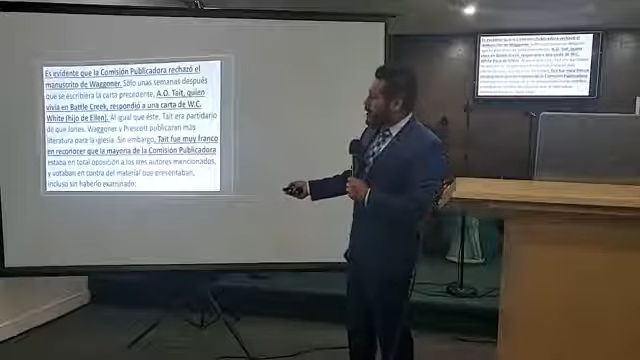 Es evidente que la Comisión Publicadora rechazó el
manuscrito de Waggoner. Sólo unas semanas después
que se escribiera la carta precedente, A.O. Tait, quien
vivía en Battle Creek, respondió a una carta de W.C.
White (hijo de Ellen). Al igual que éste, Tait era partidario
de que Jones, Waggoner y Prescott publicaran más
literatura para la iglesia. Sin embargo, Tait fue muy franco
en reconocer que la mayoría de la Comisión Publicadora
estaba en total oposición a los tres autores mencionados,
y votaban en contra del material que presentaban,
incluso sin haberlo examinado: